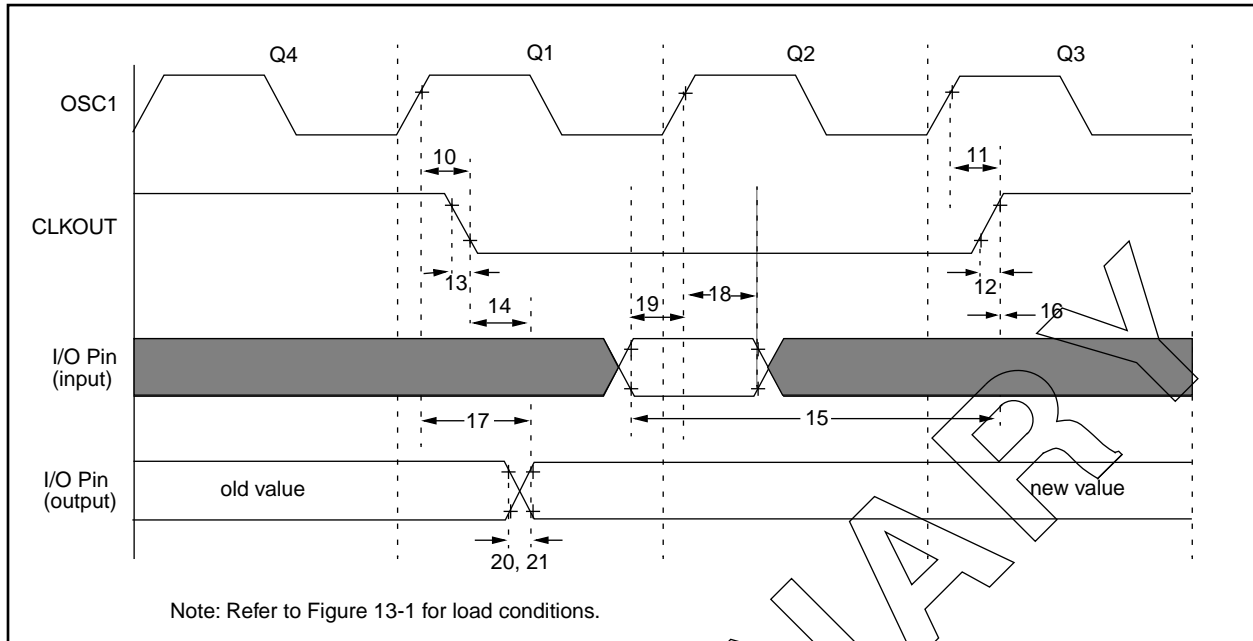 Q4 Q1 Q2 Q3
OSC1
10 11
CLKOUT
13 12
14 19 18 16
I/O Pin
(input)
17 15
I/O Pin
(output)
old value new value
20, 21
Note: Refer to Figure 13-1 for load conditions.
NARY